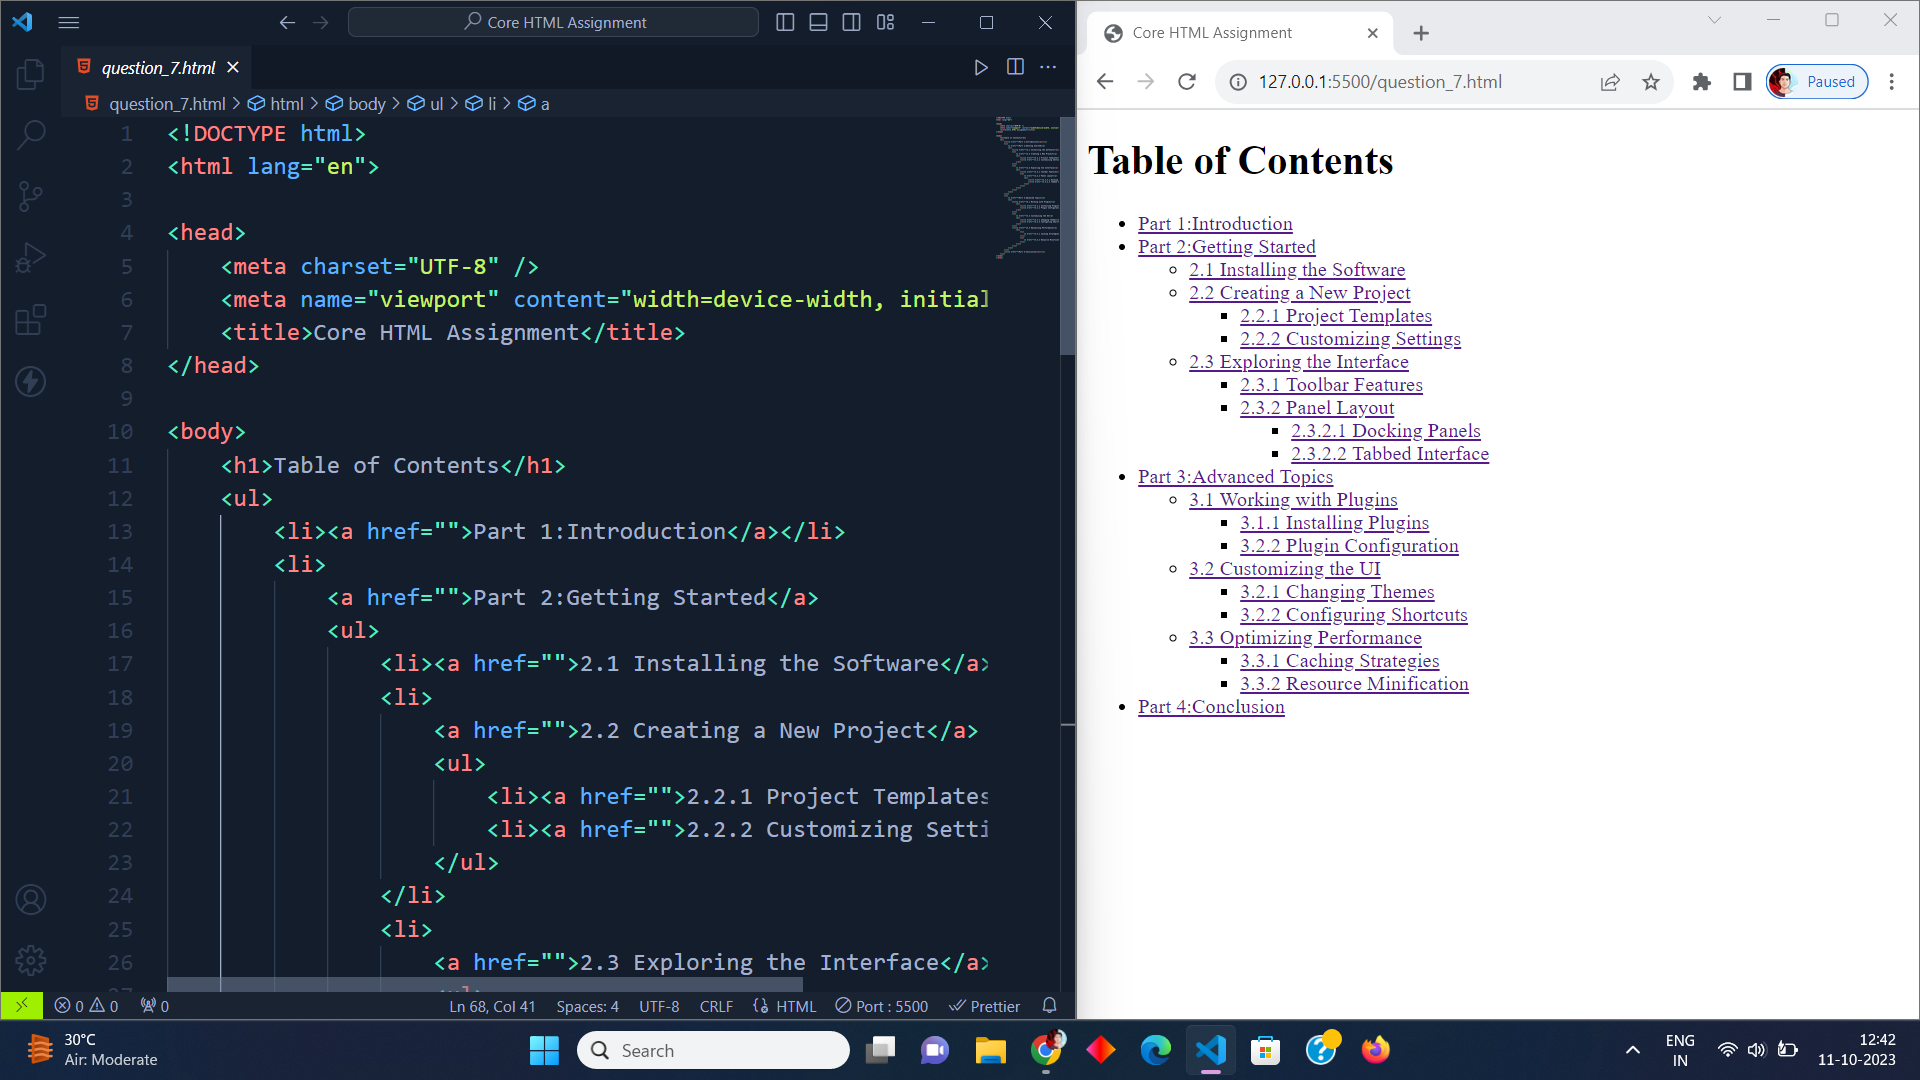 Core HTML Assignment
question_7.html
question_7.html > html > body > ul > li > a
1 <!DOCTYPE html>
2 <html lang="en">
3
4 <head>
5 <meta charset="UTF-8" />
6 <meta name="viewport" content="width=device-width, initial
7 <title>Core HTML Assignment</title>
8 </head>
9
10 <body>
11 <h1>Table of Contents</h1>
12 <ul>
13 <li><a href="">Part 1:Introduction</a></li>
14 <li>
15 <a href="">Part 2:Getting Started</a>
16 <ul>
17 <li><a href="">2.1 Installing the Software</a>
18 <li>
19 <a href="">2.2 Creating a New Project</a>
20 <ul>
21 <li><a href="">2.2.1 Project Templates
22 <li><a href="">2.2.2 Customizing Setti
23 </ul>
24 </li>
25 <li>
26 <a href="">2.3 Exploring the Interface</a>
27 <ul>
0 0 0 Ln 68, Col 41 Spaces: 4 UTF-8 CRLF HTML Port : 5500 Prettier
Core HTML Assignment
127.0.0.1:5500/question_7.html
Paused
Table of Contents
Part 1:Introduction
Part 2:Getting Started
2.1 Installing the Software
2.2 Creating a New Project
2.2.1 Project Templates
2.2.2 Customizing Settings
2.3 Exploring the Interface
2.3.1 Toolbar Features
2.3.2 Panel Layout
2.3.2.1 Docking Panels
2.3.2.2 Tabbed Interface
Part 3:Advanced Topics
3.1 Working with Plugins
3.1.1 Installing Plugins
3.2.2 Plugin Configuration
3.2 Customizing the UI
3.2.1 Changing Themes
3.2.2 Configuring Shortcuts
3.3 Optimizing Performance
3.3.1 Caching Strategies
3.3.2 Resource Minification
Part 4:Conclusion
30°C
Air: Moderate
Search
ENG
IN
12:42
11-10-2023